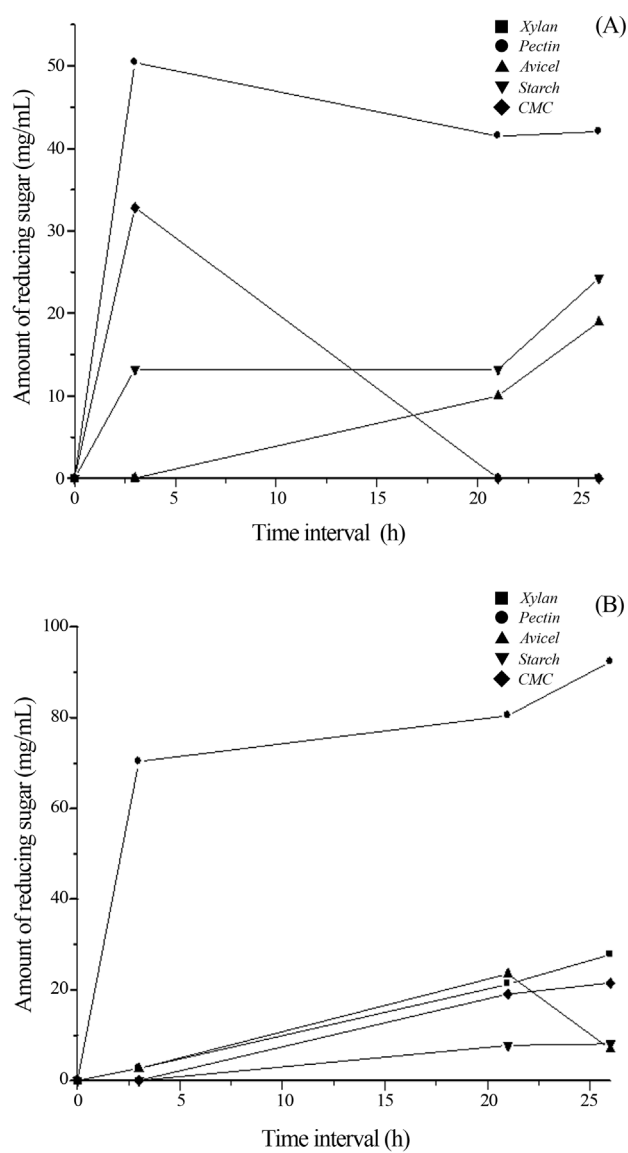 (A)
Xylan
Pectin
Avicel
Starch
CMC
50
40
30
20
10
0
Amount of reducing sugar (mg/mL)
0 5 10 15 20 25
Time interval (h)
(B)
Xylan
Pectin
Avicel
Starch
CMC
100
80
60
40
20
0
Amount of reducing sugar (mg/mL)
0 5 10 15 20 25
Time interval (h)